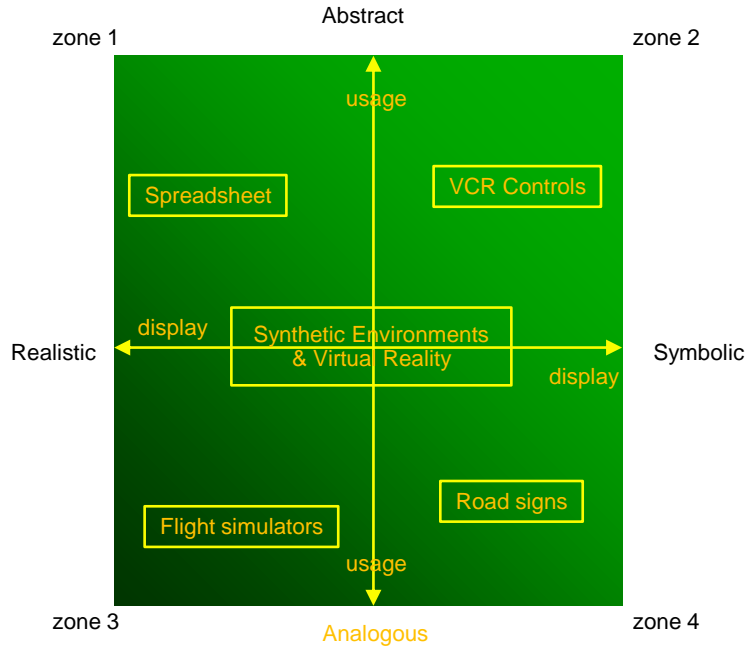 Abstract
zone 1
zone 2
usage
Spreadsheet
VCR Controls
display
Synthetic Environments
& Virtual Reality
Realistic
Symbolic
display
Road signs
Flight simulators
usage
zone 3
Analogous
zone 4